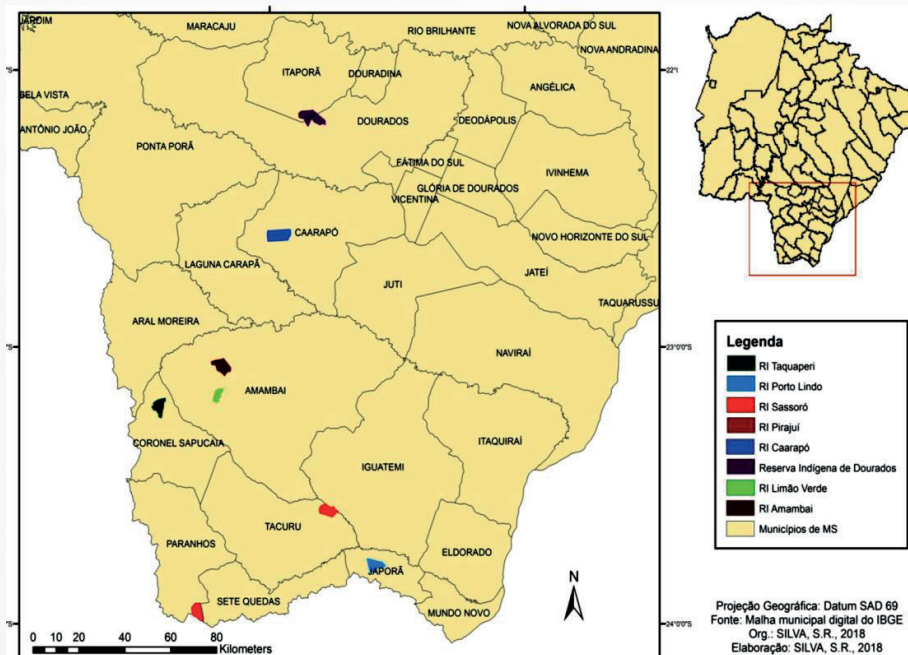 JARDIM
MARACAJU
RIO BRILHANTE
NOVA ALVORADA DO SUL
NOVA ANDRADINA
ITAPORÃ
DOURADINA
ANGÉLICA
BELA VISTA
ANTÔNIO JOÃO
DOURADOS
DEODÁPOLIS
PONTA PORÃ
FÁTIMA DO SUL
IVINHEMA
GLÓRIA DE DOURADOS
VICENTINA
CAARAPÓ
NOVO HORIZONTE DO SUL
LAGUNA CARAPÃ
JATEÍ
JUTI
TAQUARUSSU
ARAL MOREIRA
NAVIRAÍ
AMAMBAI
CORONEL SAPUCAIA
ITAQUIRAÍ
IGUATEMI
TACURU
PARANHOS
ELDORADO
JAPORÃ
SETE QUEDAS
MUNDO NOVO
N
0 10 20 40 60 80
Kilometers
22°
23°0'0"S
24°0'0"S
Legenda
RI Taquaperi
RI Porto Lindo
RI Sassoró
RI Pirajuí
RI Caarapó
Reserva Indígena de Dourados
RI Limão Verde
RI Amambai
Municípios de MS
Projeção Geográfica: Datum SAD 69
Fonte: Malha municipal digital do IBGE
Org.: SILVA, S.R., 2018
Elaboração: SILVA, S.R., 2018